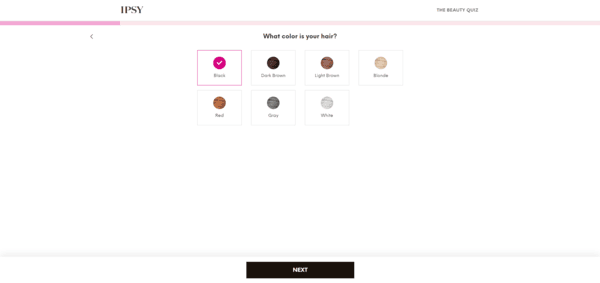 IPSY
THE BEAUTY QUIZ
What color is your hair?
Black
Dark Brown
Light Brown
Blonde
Red
Gray
White
NEXT